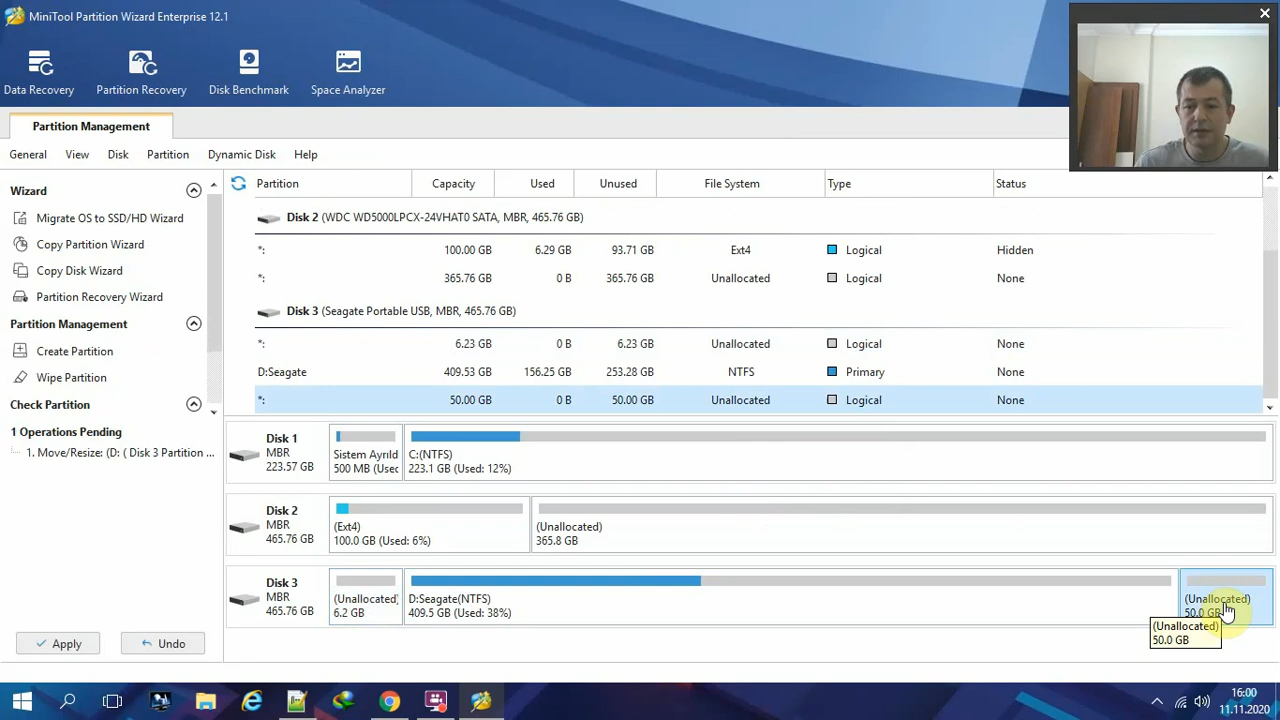 MiniTool Partition Wizard Enterprise 12.1
Data Recovery
Partition Recovery
Disk Benchmark
Space Analyzer
Partition Management
General View Disk Partition Dynamic Disk Help
Wizard
Migrate OS to SSD/HD Wizard
Copy Partition Wizard
Copy Disk Wizard
Partition Recovery Wizard
Partition Management
Create Partition
Wipe Partition
Check Partition
1 Operations Pending
1. Move/Resize: (D: ( Disk 3 Partition ...
Apply
Undo
Partition Capacity Used Unused File System Type Status
Disk 2 (WDC WD5000LPCX-24VHAT0 SATA, MBR, 465.76 GB)
*: 100.00 GB 6.29 GB 93.71 GB Ext4 Logical Hidden
*: 365.76 GB 0 B 365.76 GB Unallocated Logical None
Disk 3 (Seagate Portable USB, MBR, 465.76 GB)
*: 6.23 GB 0 B 6.23 GB Unallocated Logical None
D:Seagate 409.53 GB 156.25 GB 253.28 GB NTFS Primary None
*: 50.00 GB 0 B 50.00 GB Unallocated Logical None
Disk 1
MBR
223.57 GB
Sistem Ayrıld
500 MB (Usec
C:(NTFS)
223.1 GB (Used: 12%)
Disk 2
MBR
465.76 GB
(Ext4)
100.0 GB (Used: 6%)
(Unallocated)
365.8 GB
Disk 3
MBR
465.76 GB
(Unallocated)
6.2 GB
D:Seagate(NTFS)
409.5 GB (Used: 38%)
(Unallocated)
50.0 GB
(Unallocated)
50.0 GB
16:00
11.11.2020